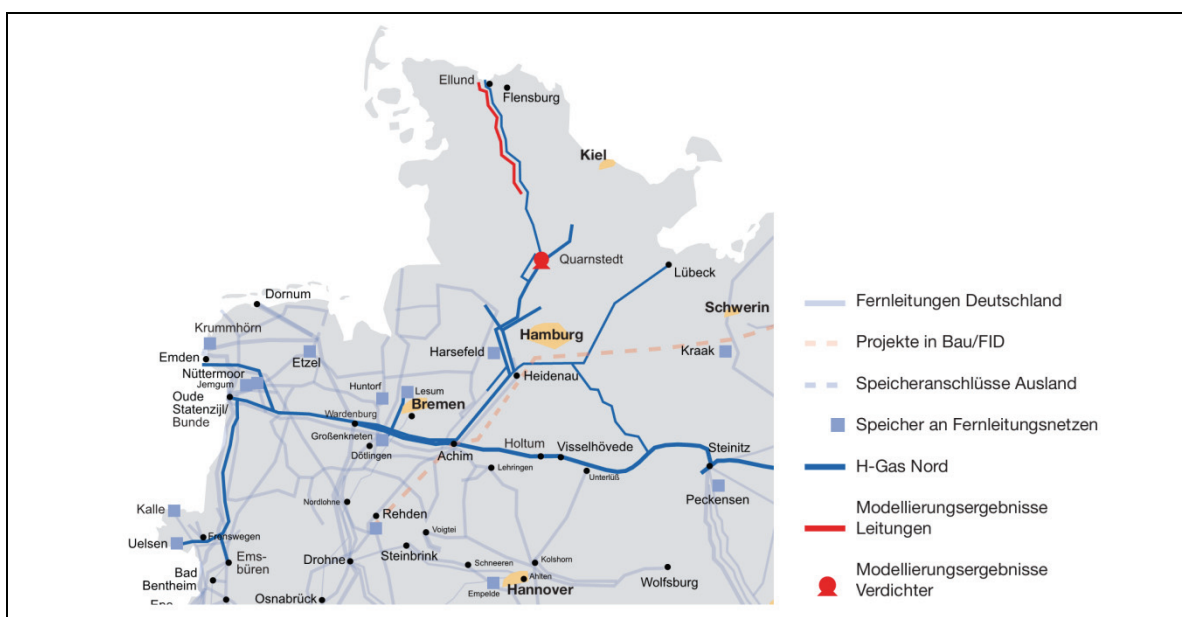 Ellund
Flensburg
Kiel
Quarnstedt
Lübeck
Dornum
Schwerin
Krummhörn
Hamburg
Harsefeld
Kraak
Emden
Etzel
Heidenau
Nüttermoor
Jemgum
Huntorf
Lesum
Oude
Statenzijl/
Bunde
Bremen
Wardenburg
Großenkneten
Holtum
Visselhövede
Steinitz
Dötlingen
Achim
Lehringen
Unterlüß
Peckensen
Nordlohne
Kalle
Rehden
Voigtei
Frenswegen
Uelsen
Ems-
büren
Drohne
Steinbrink
Schneeren
Kolshorn
Wolfsburg
Bad
Bentheim
Ahlten
Empelde
Hannover
Osnabrück
Fernleitungen Deutschland
Projekte in Bau/FID
Speicheranschlüsse Ausland
Speicher an Fernleitungsnetzen
H-Gas Nord
Modellierungsergebnisse
Leitungen
Modellierungsergebnisse
Verdichter